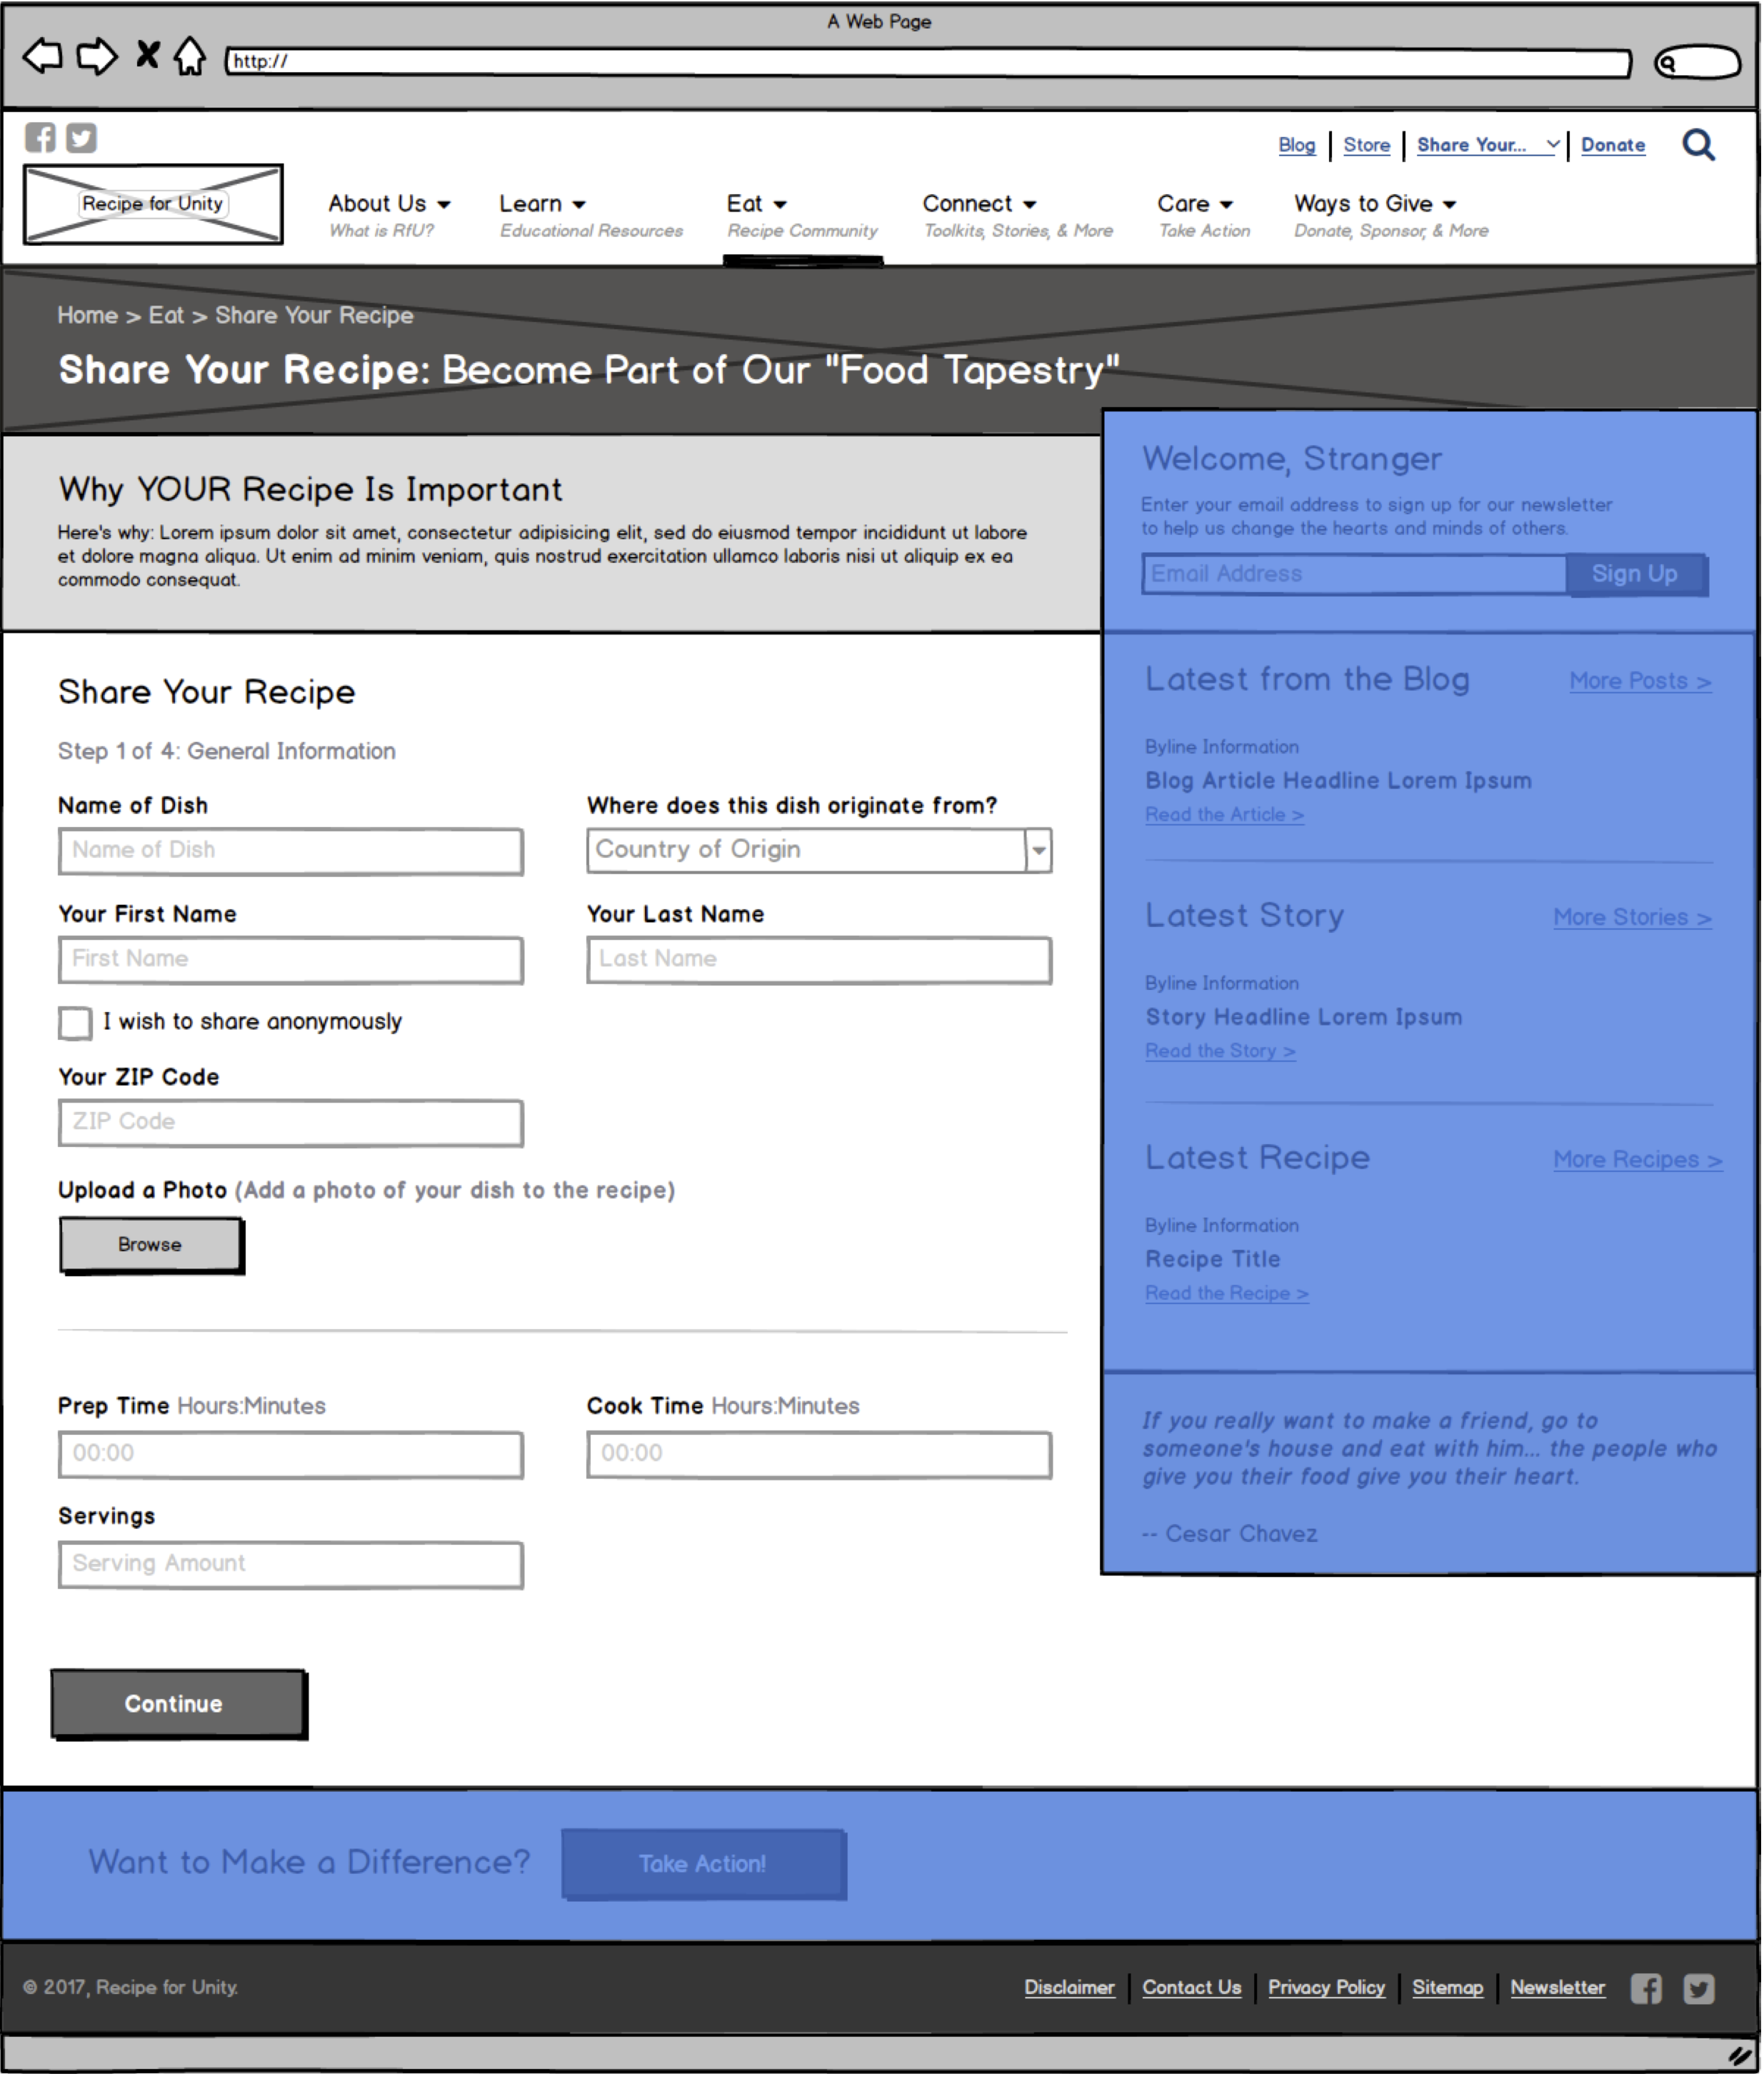 A Web Page
http://
Blog
Store
Share Your...
Donate
Recipe for Unity
About Us
What is RfU?
Learn
Educational Resources
Eat
Recipe Community
Connect
Toolkits, Stories, & More
Care
Take Action
Ways to Give
Donate, Sponsor, & More
Home > Eat > Share Your Recipe
Share Your Recipe: Become Part of Our "Food Tapestry"
Why YOUR Recipe Is Important
Here's why: Lorem ipsum dolor sit amet, consectetur adipisicing elit, sed do eiusmod tempor incididunt ut labore
et dolore magna aliqua. Ut enim ad minim veniam, quis nostrud exercitation ullamco laboris nisi ut aliquip ex ea
commodo consequat.
Share Your Recipe
Step 1 of 4: General Information
Name of Dish
Name of Dish
Where does this dish originate from?
Country of Origin
Your First Name
First Name
Your Last Name
Last Name
I wish to share anonymously
Your ZIP Code
ZIP Code
Upload a Photo (Add a photo of your dish to the recipe)
Browse
Prep Time Hours:Minutes
00:00
Cook Time Hours:Minutes
00:00
Servings
Serving Amount
Continue
Welcome, Stranger
Enter your email address to sign up for our newsletter
to help us change the hearts and minds of others.
Email Address
Sign Up
Latest from the Blog
More Posts >
Byline Information
Blog Article Headline Lorem Ipsum
Read the Article >
Latest Story
More Stories >
Byline Information
Story Headline Lorem Ipsum
Read the Story >
Latest Recipe
More Recipes >
Byline Information
Recipe Title
Read the Recipe >
If you really want to make a friend, go to
someone's house and eat with him... the people who
give you their food give you their heart.
-- Cesar Chavez
Want to Make a Difference?
Take Action!
© 2017, Recipe for Unity.
Disclaimer
Contact Us
Privacy Policy
Sitemap
Newsletter